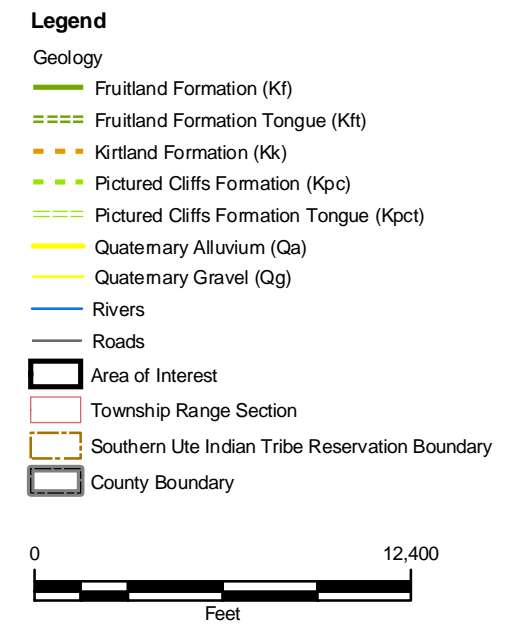 Legend
Geology
Fruitland Formation (Kf)
Fruitland Formation Tongue (Kft)
Kirtland Formation (Kk)
Pictured Cliffs Formation (Kpc)
Pictured Cliffs Formation Tongue (Kpct)
Quaternary Alluvium (Qa)
Quaternary Gravel (Qg)
Rivers
Roads
Area of Interest
Township Range Section
Southern Ute Indian Tribe Reservation Boundary
County Boundary
0 12,400
Feet